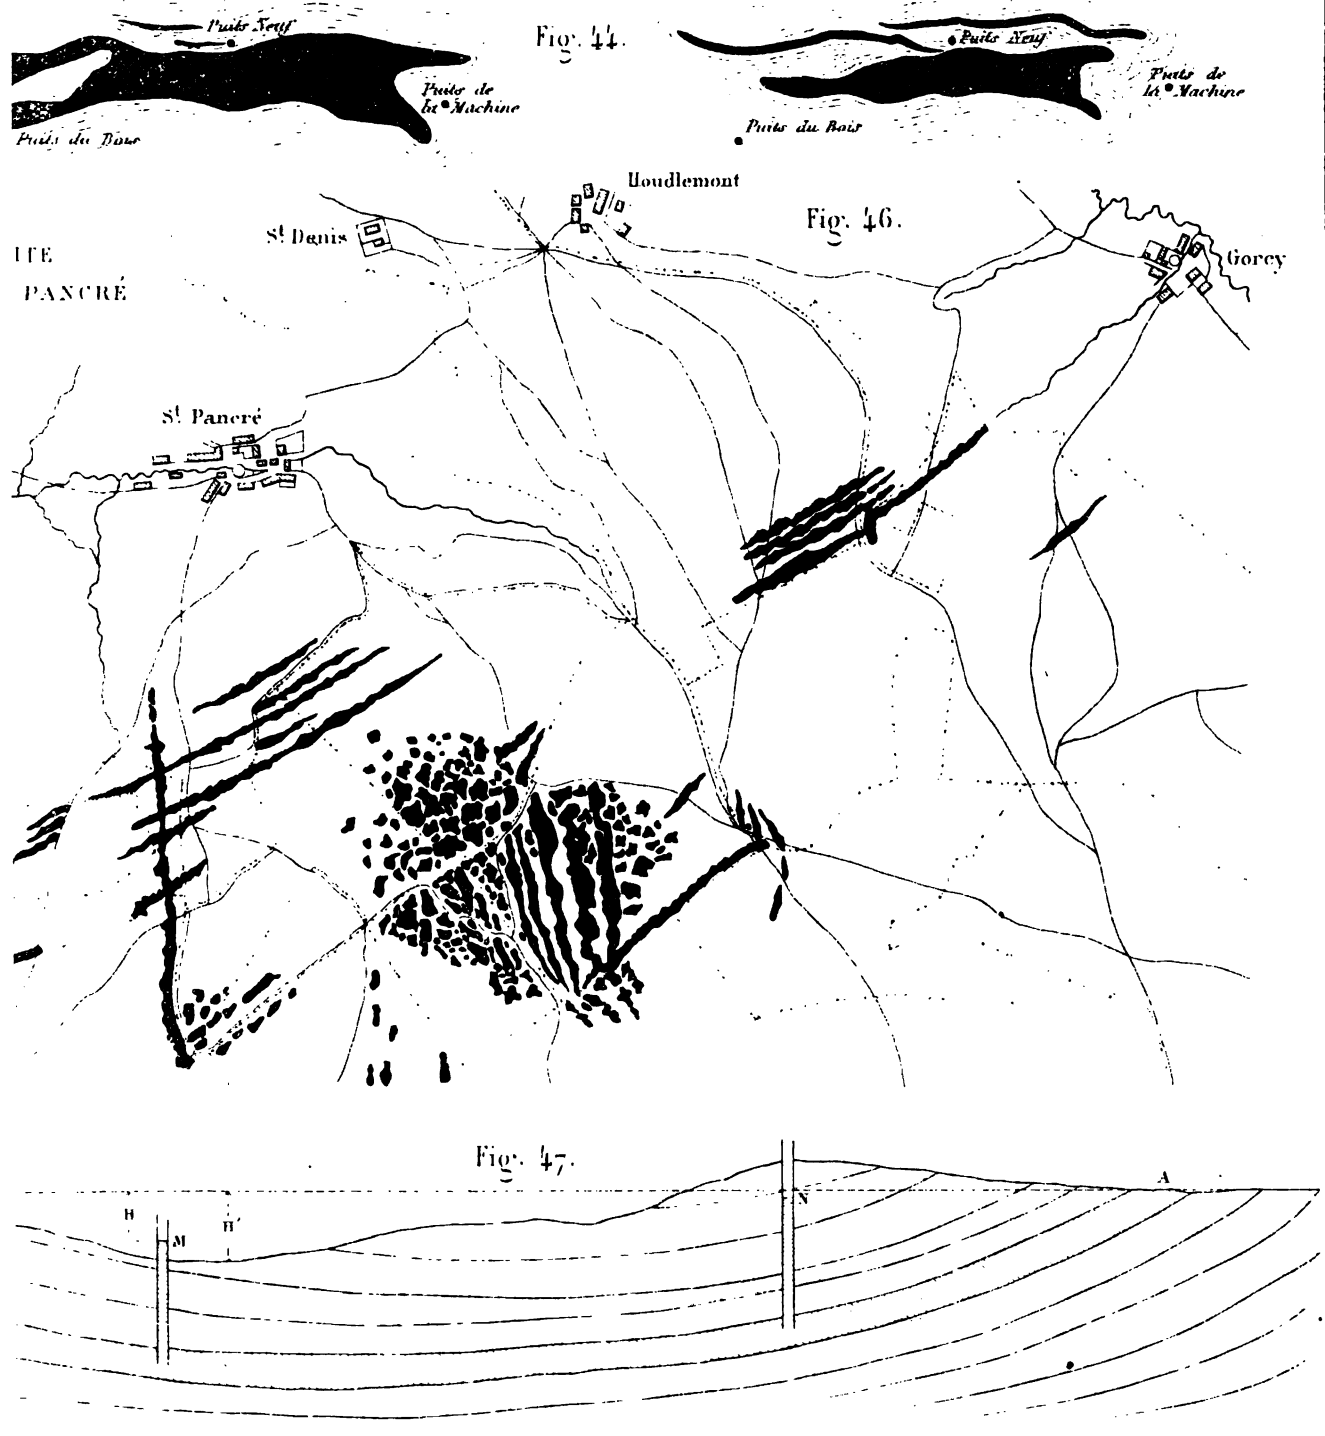 Puits Neuf
Fig. 44.
Puits Neuf
Puits de
la Machine
Puits de
la Machine
Puits du Bois
Puits du Bois
Houdlemont
St Denis
Fig. 46.
ITE
PANCRÉ
Gorcy
St Pancré
Fig. 47.
A
H
H'
M
N